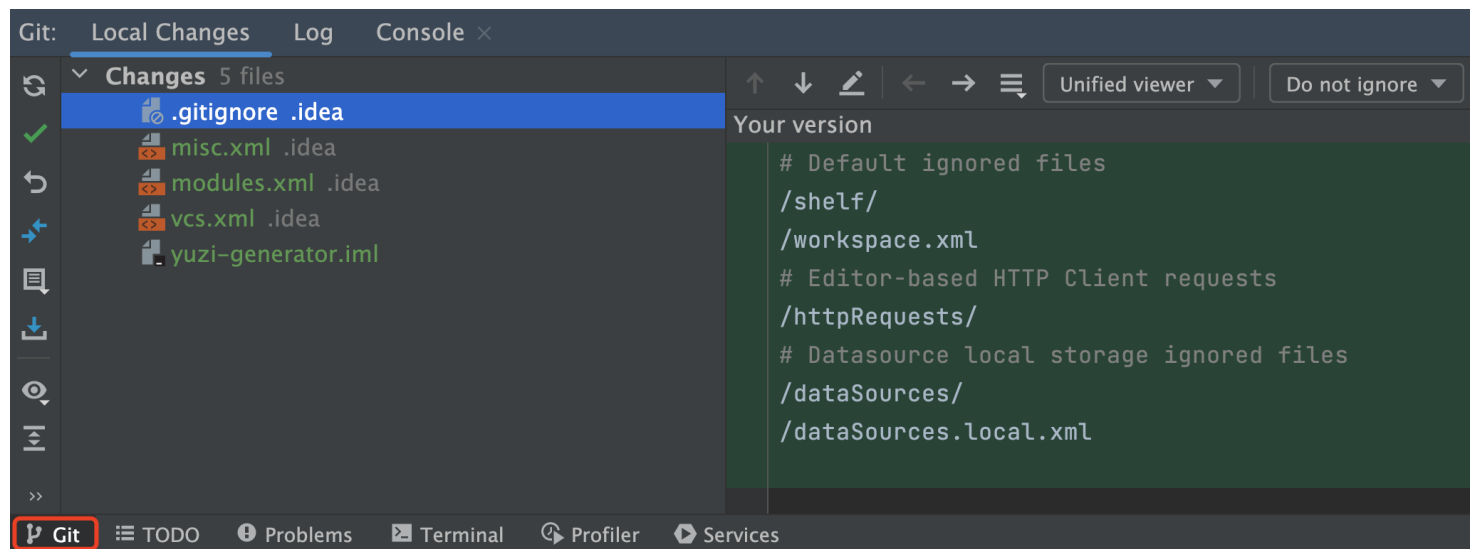 Git: Local Changes Log Console ×
Changes 5 files
.gitignore .idea
misc.xml .idea
modules.xml .idea
vcs.xml .idea
yuzi-generator.iml
Unified viewer Do not ignore
Your version
# Default ignored files
/shelf/
/workspace.xml
# Editor-based HTTP Client requests
/httpRequests/
# Datasource local storage ignored files
/dataSources/
/dataSources.local.xml
Git TODO Problems Terminal Profiler Services